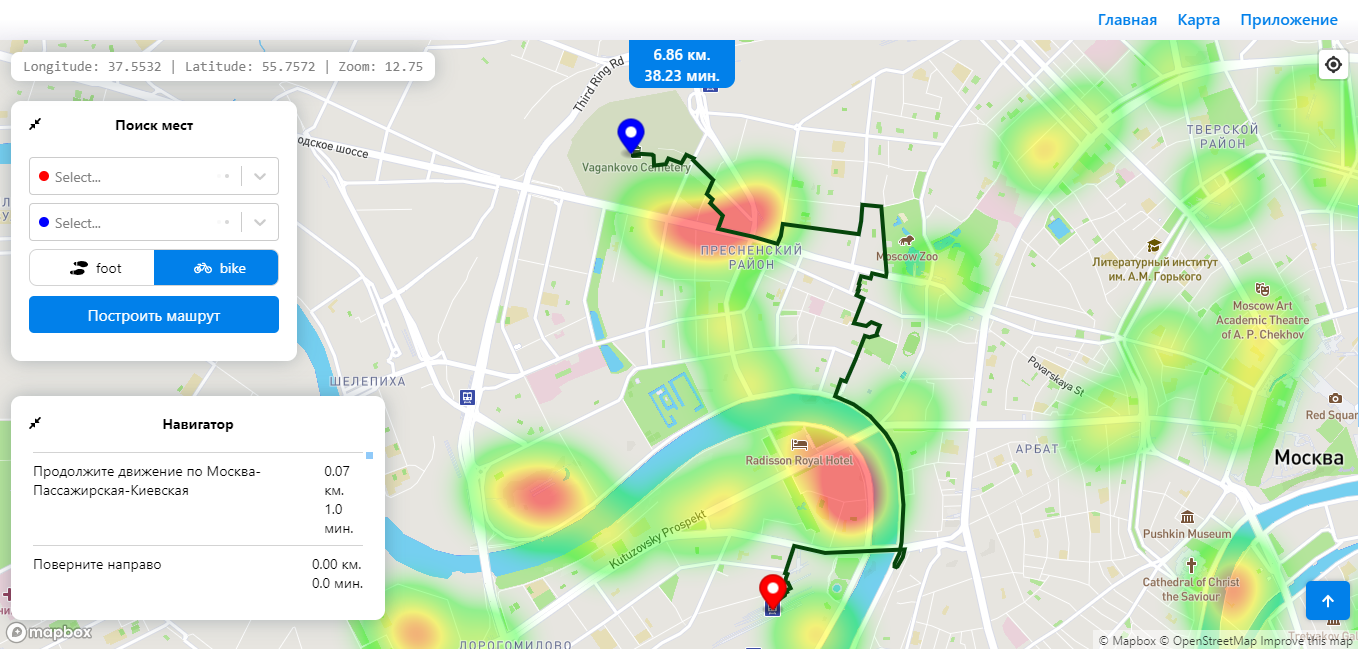 Главная Карта Приложение
Longitude: 37.5532 | Latitude: 55.7572 | Zoom: 12.75
6.86 км.
38.23 мин.
Third Ring Rd
Поиск мест
одское шоссе
Vagankovo Cemetery
ТВЕРСКОЙ
РАЙОН
Select...
Select...
foot
bike
Построить машрут
ПРЕСНЕНСКИЙ
РАЙОН
Moscow Zoo
Литературный институт
им. А.М. Горького
Moscow Art
Academic Theatre
of A. P. Chekhov
ШЕЛЕПИХА
Povarskaya St
Red Squar
Навигатор
АРБАТ
Москва
Radisson Royal Hotel
Продолжите движение по Москва-
Пассажирская-Киевская
0.07
км.
1.0
мин.
Kutuzovsky Prospekt
Pushkin Museum
Поверните направо
0.00 км.
0.0 мин.
Cathedral of Christ
the Saviour
mapbox
ДОРОГОМИЛОВО
Tretyakov Gal
© Mapbox © OpenStreetMap Improve this map